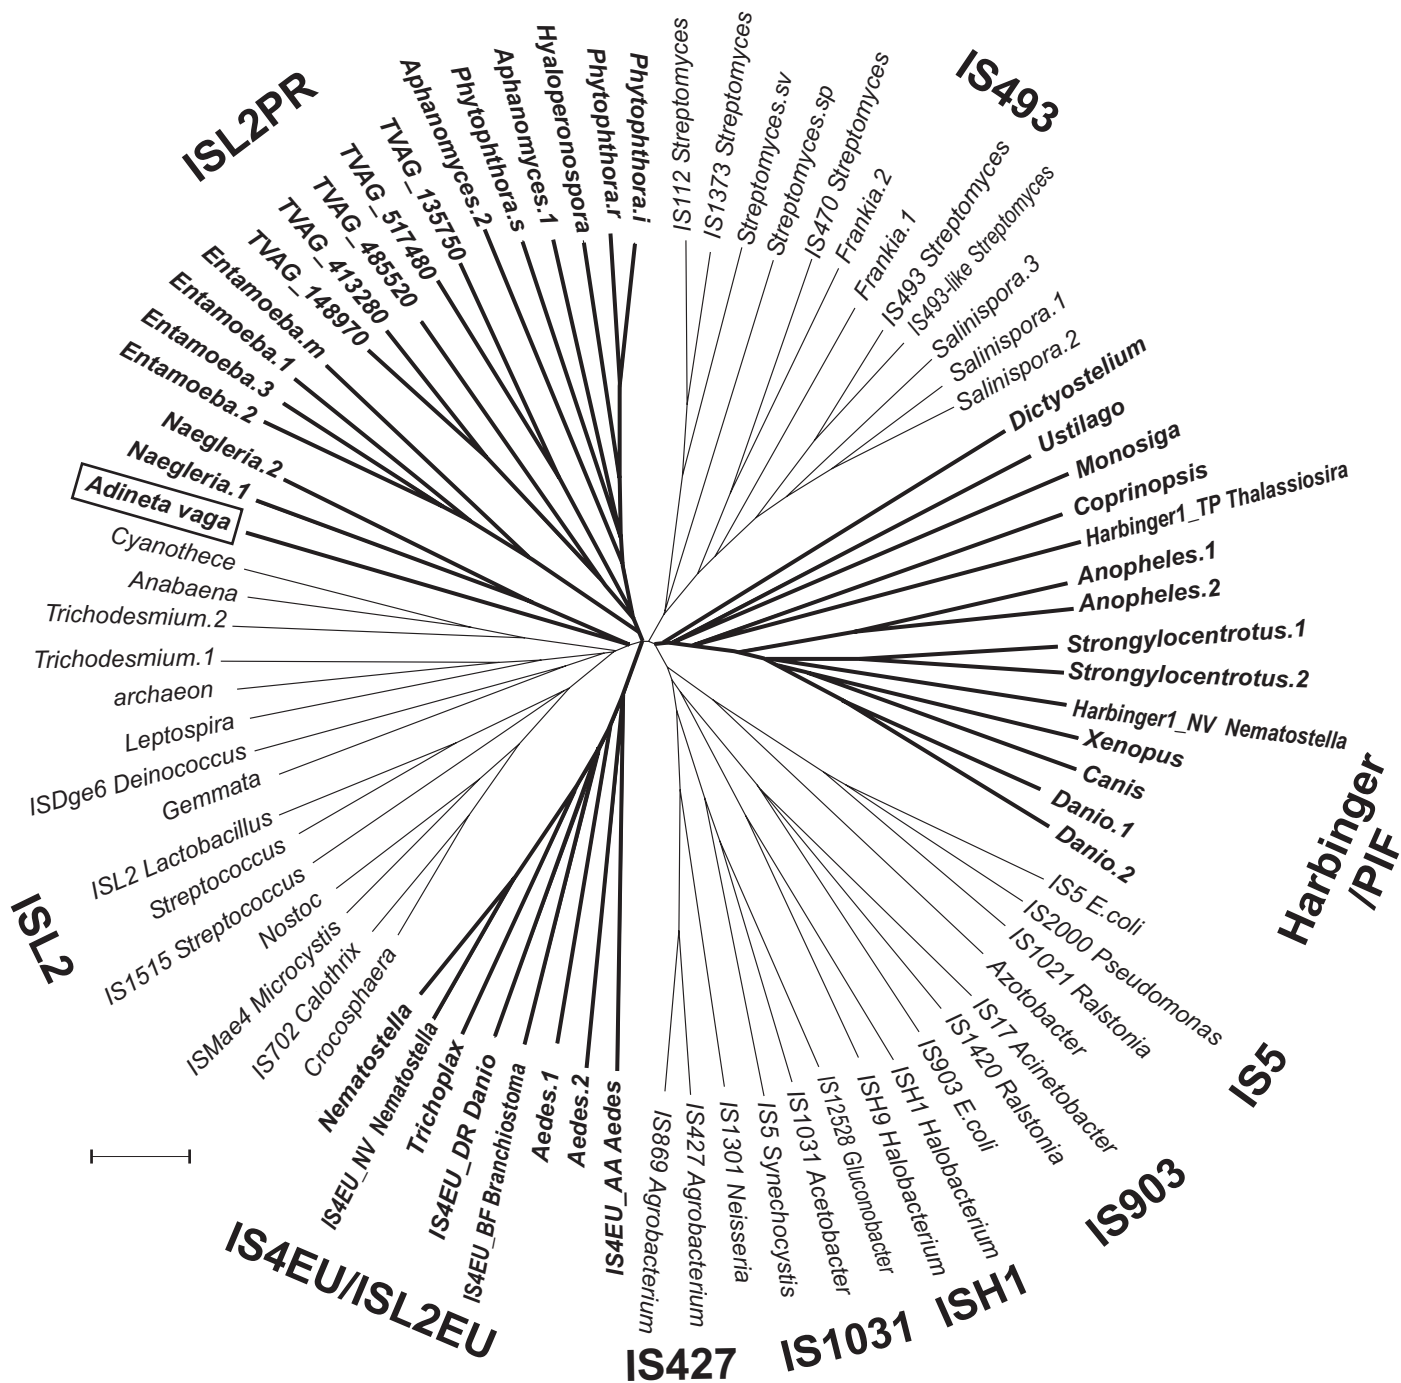 ISL2PR
Aphanomyces.2
Phytophthora.s
Aphanomyces.1
Hyaloperonospora
Phytophthora.r
Phytophthora.i
IS112 Streptomyces
IS1373 Streptomyces
Streptomyces.sv
Streptomyces.sp
IS470 Streptomyces
Frankia.2
Frankia.1
IS493 Streptomyces
IS493-like Streptomyces
Salinispora.3
Salinispora.1
Salinispora.2
IS493
Dictyostelium
Ustilago
Monosiga
Coprinopsis
Harbinger1_TP Thalassiosira
Anopheles.1
Anopheles.2
Strongylocentrotus.1
Strongylocentrotus.2
Harbinger1_NV Nematostella
Xenopus
Canis
Danio.1
Danio.2
Harbinger
/PIF
IS5 E.coli
IS2000 Pseudomonas
IS1021 Ralstonia
Azotobacter
IS5
IS17 Acinetobacter
IS1420 Ralstonia
IS903 E.coli
IS903
ISH1 Halobacterium
ISH9 Halobacterium
ISH1
IS12528 Gluconobacter
IS1031 Acetobacter
IS5 Synechocystis
IS1031
IS1301 Neisseria
IS427 Agrobacterium
IS869 Agrobacterium
IS427
IS4EU_AA Aedes
Aedes.2
Aedes.1
IS4EU_BF Branchiostoma
IS4EU_DR Danio
Trichoplax
IS4EU_NV Nematostella
Nematostella
IS4EU/ISL2EU
Crocosphaera
IS702 Calothrix
ISMae4 Microcystis
Nostoc
IS1515 Streptococcus
Streptococcus
ISL2 Lactobacillus
Gemmata
ISDge6 Deinococcus
Leptospira
archaeon
Trichodesmium.1
Trichodesmium.2
Anabaena
Cyanothece
ISL2
Adineta vaga
Naegleria.1
Naegleria.2
Entamoeba.2
Entamoeba.3
Entamoeba.1
Entamoeba.m
TVAG_148970
TVAG_413280
TVAG_485520
TVAG_517480
TVAG_135750